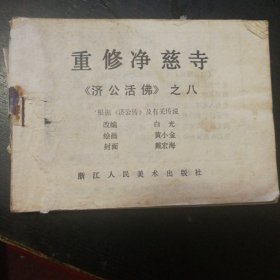 重修净慈寺
《济公活佛》之八
根据《济公传》及有关传说
改编 白光
绘画 黄小金
封面 戴宏海
浙江人民美术出版社